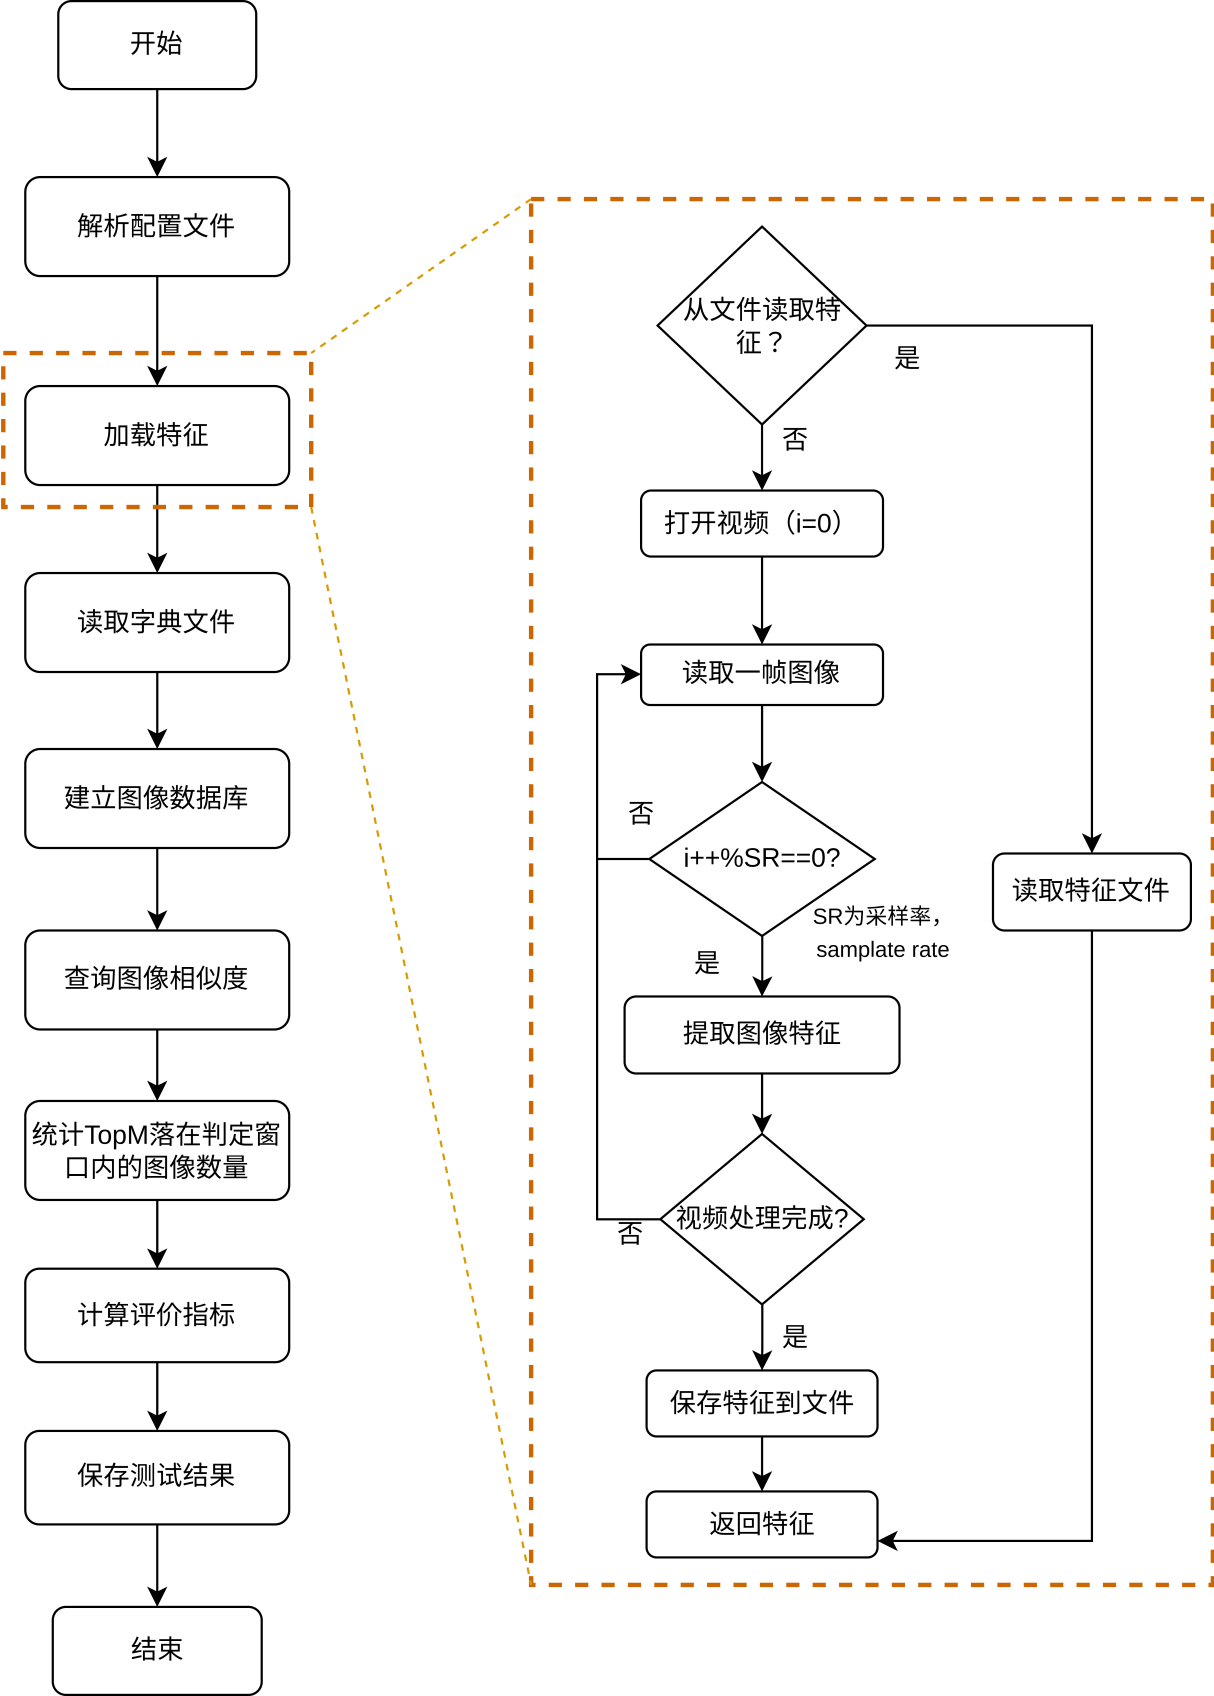 开始
解析配置文件
加载特征
读取字典文件
建立图像数据库
查询图像相似度
统计TopM落在判定窗
口内的图像数量
计算评价指标
保存测试结果
结束
从文件读取特
征？
是
否
打开视频（i=0）
读取一帧图像
否
i++%SR==0?
SR为采样率，
samplate rate
是
读取特征文件
提取图像特征
视频处理完成?
否
是
保存特征到文件
返回特征